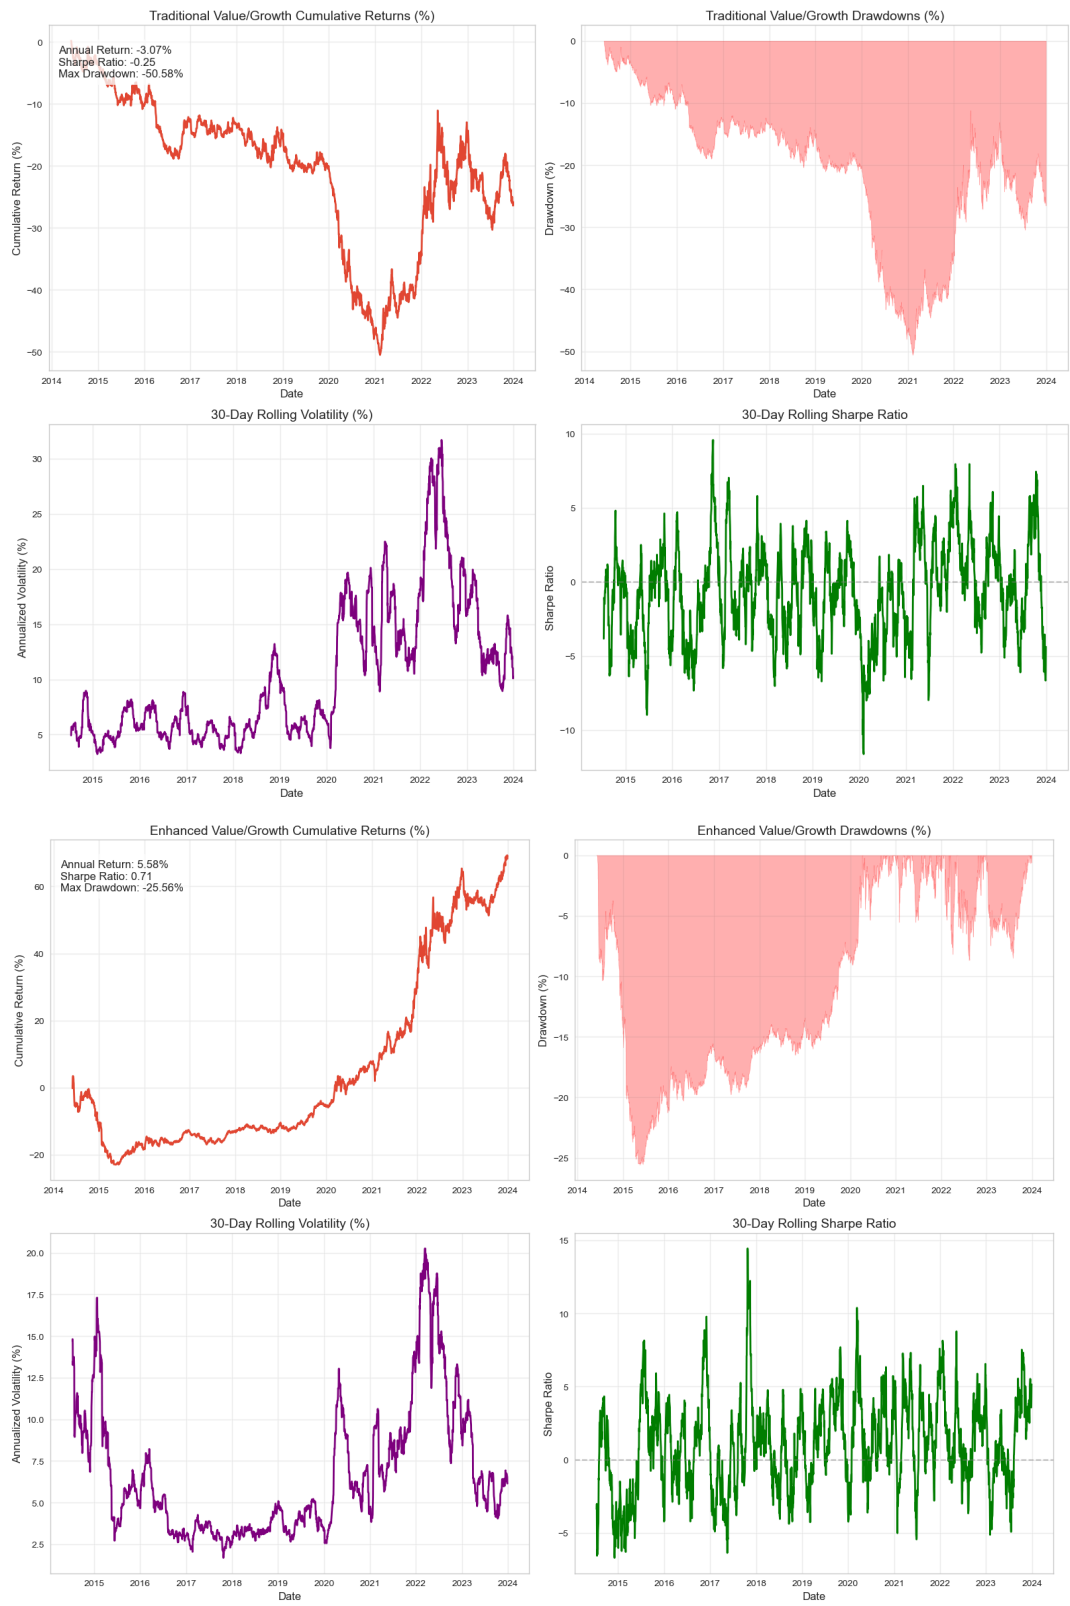 Traditional Value/Growth Cumulative Returns (%)
Annual Return: -3.07%
Sharpe Ratio: -0.25
Max Drawdown: -50.58%
Cumulative Return (%)
0
−10
−20
−30
−40
−50
2014 2015 2016 2017 2018 2019 2020 2021 2022 2023 2024
Date
Traditional Value/Growth Drawdowns (%)
Drawdown (%)
0
−10
−20
−30
−40
−50
2014 2015 2016 2017 2018 2019 2020 2021 2022 2023 2024
Date
30-Day Rolling Volatility (%)
Annualized Volatility (%)
30
25
20
15
10
5
2015 2016 2017 2018 2019 2020 2021 2022 2023 2024
Date
30-Day Rolling Sharpe Ratio
Sharpe Ratio
10
5
0
−5
−10
2015 2016 2017 2018 2019 2020 2021 2022 2023 2024
Date
Enhanced Value/Growth Cumulative Returns (%)
Annual Return: 5.58%
Sharpe Ratio: 0.71
Max Drawdown: -25.56%
Cumulative Return (%)
60
40
20
0
−20
2014 2015 2016 2017 2018 2019 2020 2021 2022 2023 2024
Date
Enhanced Value/Growth Drawdowns (%)
Drawdown (%)
0
−5
−10
−15
−20
−25
2014 2015 2016 2017 2018 2019 2020 2021 2022 2023 2024
Date
30-Day Rolling Volatility (%)
Annualized Volatility (%)
20.0
17.5
15.0
12.5
10.0
7.5
5.0
2.5
2015 2016 2017 2018 2019 2020 2021 2022 2023 2024
Date
30-Day Rolling Sharpe Ratio
Sharpe Ratio
15
10
5
0
−5
2015 2016 2017 2018 2019 2020 2021 2022 2023 2024
Date